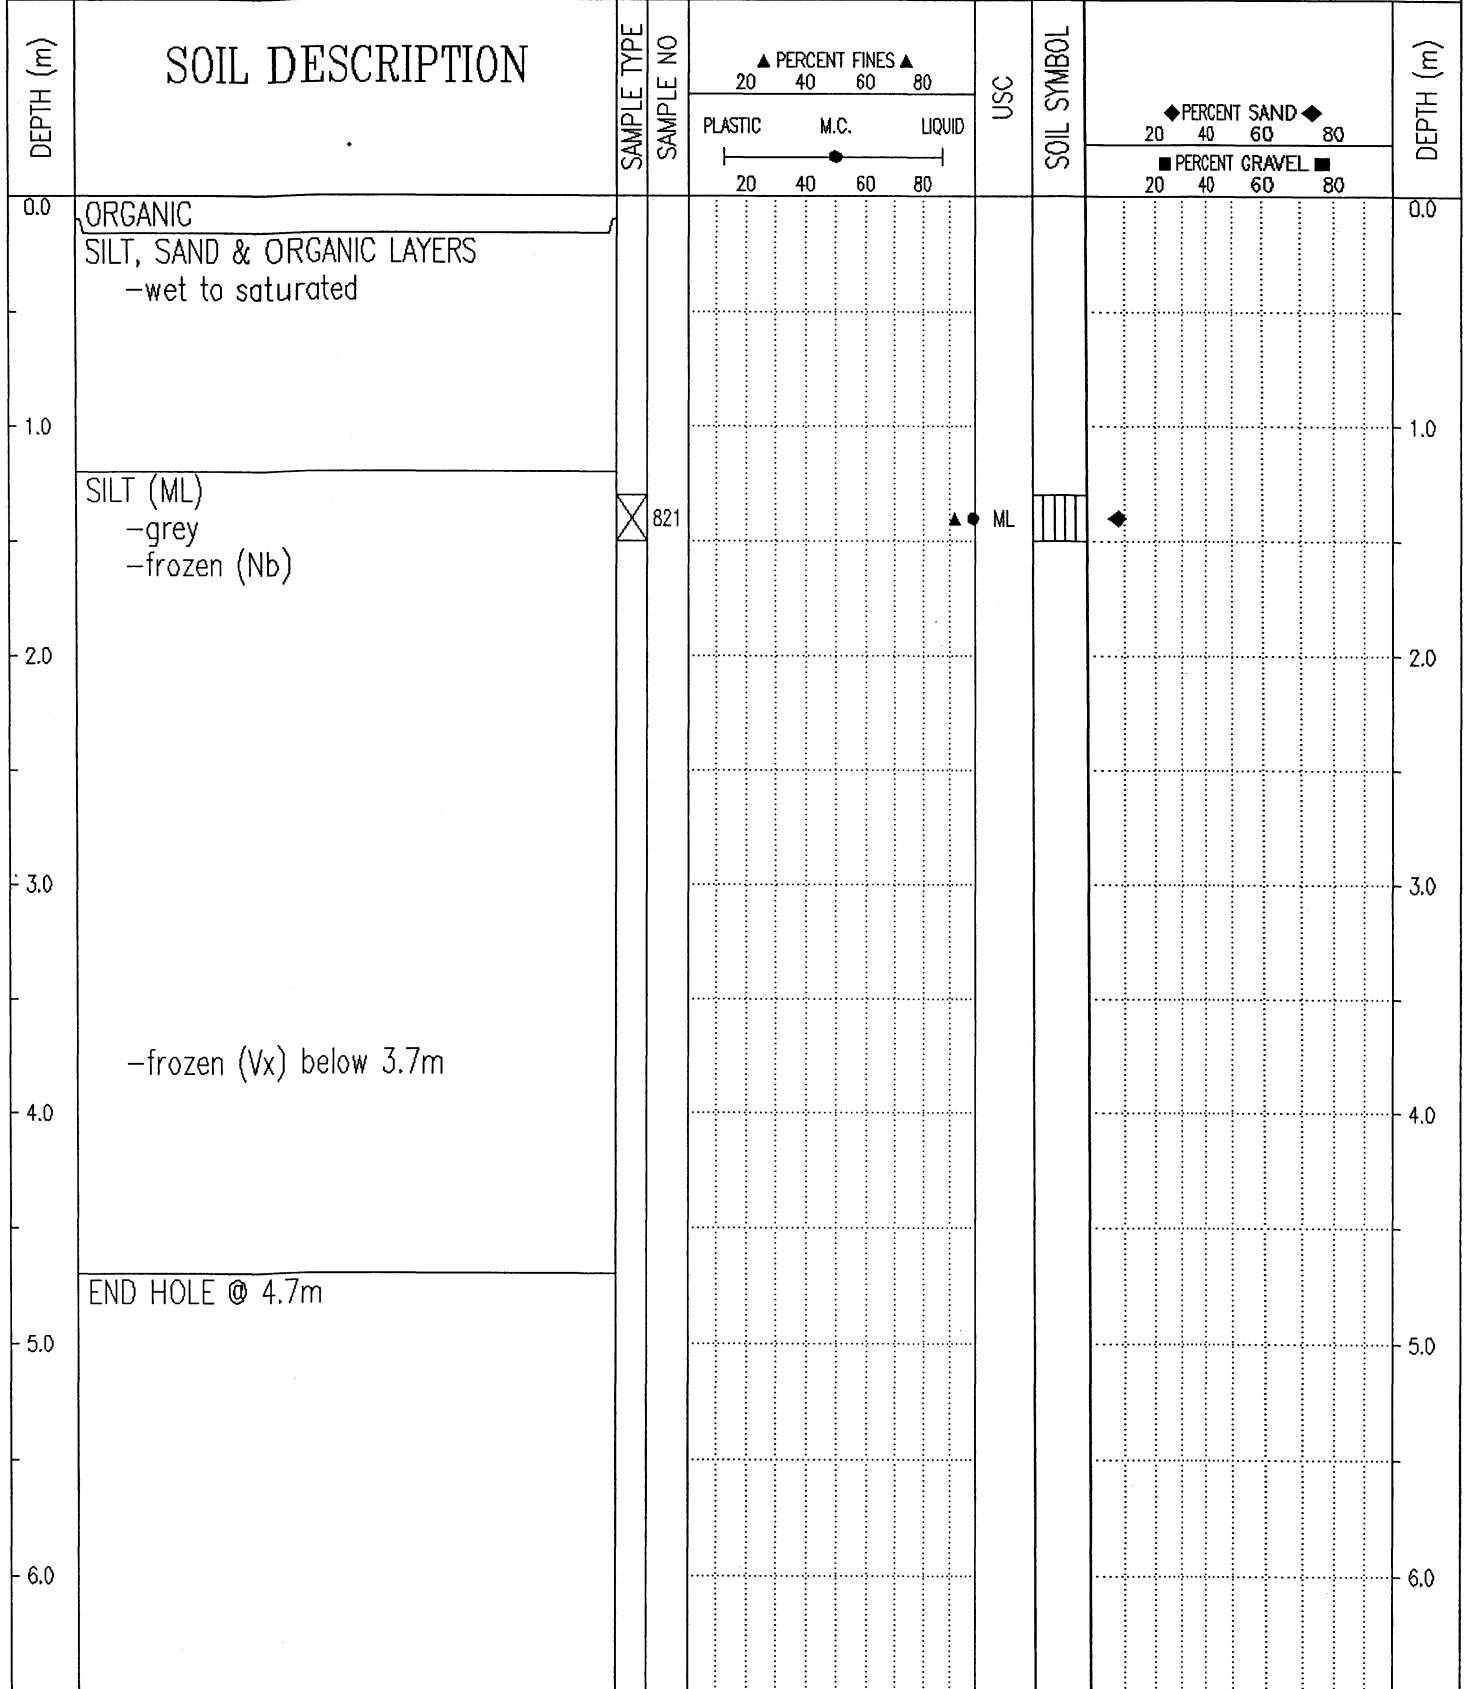 DEPTH (m)
SOIL DESCRIPTION
SAMPLE TYPE
SAMPLE NO
▲ PERCENT FINES ▲
20 40 60 80
PLASTIC M.C. LIQUID
20 40 60 80
USC
SOIL SYMBOL
◆ PERCENT SAND ◆
20 40 60 80
■ PERCENT GRAVEL ■
20 40 60 80
DEPTH (m)
0.0
ORGANIC
0.0
SILT, SAND & ORGANIC LAYERS
-wet to saturated
1.0
1.0
SILT (ML)
-grey
821
ML
-frozen (Nb)
2.0
2.0
3.0
3.0
-frozen (Vx) below 3.7m
4.0
4.0
END HOLE @ 4.7m
5.0
5.0
6.0
6.0